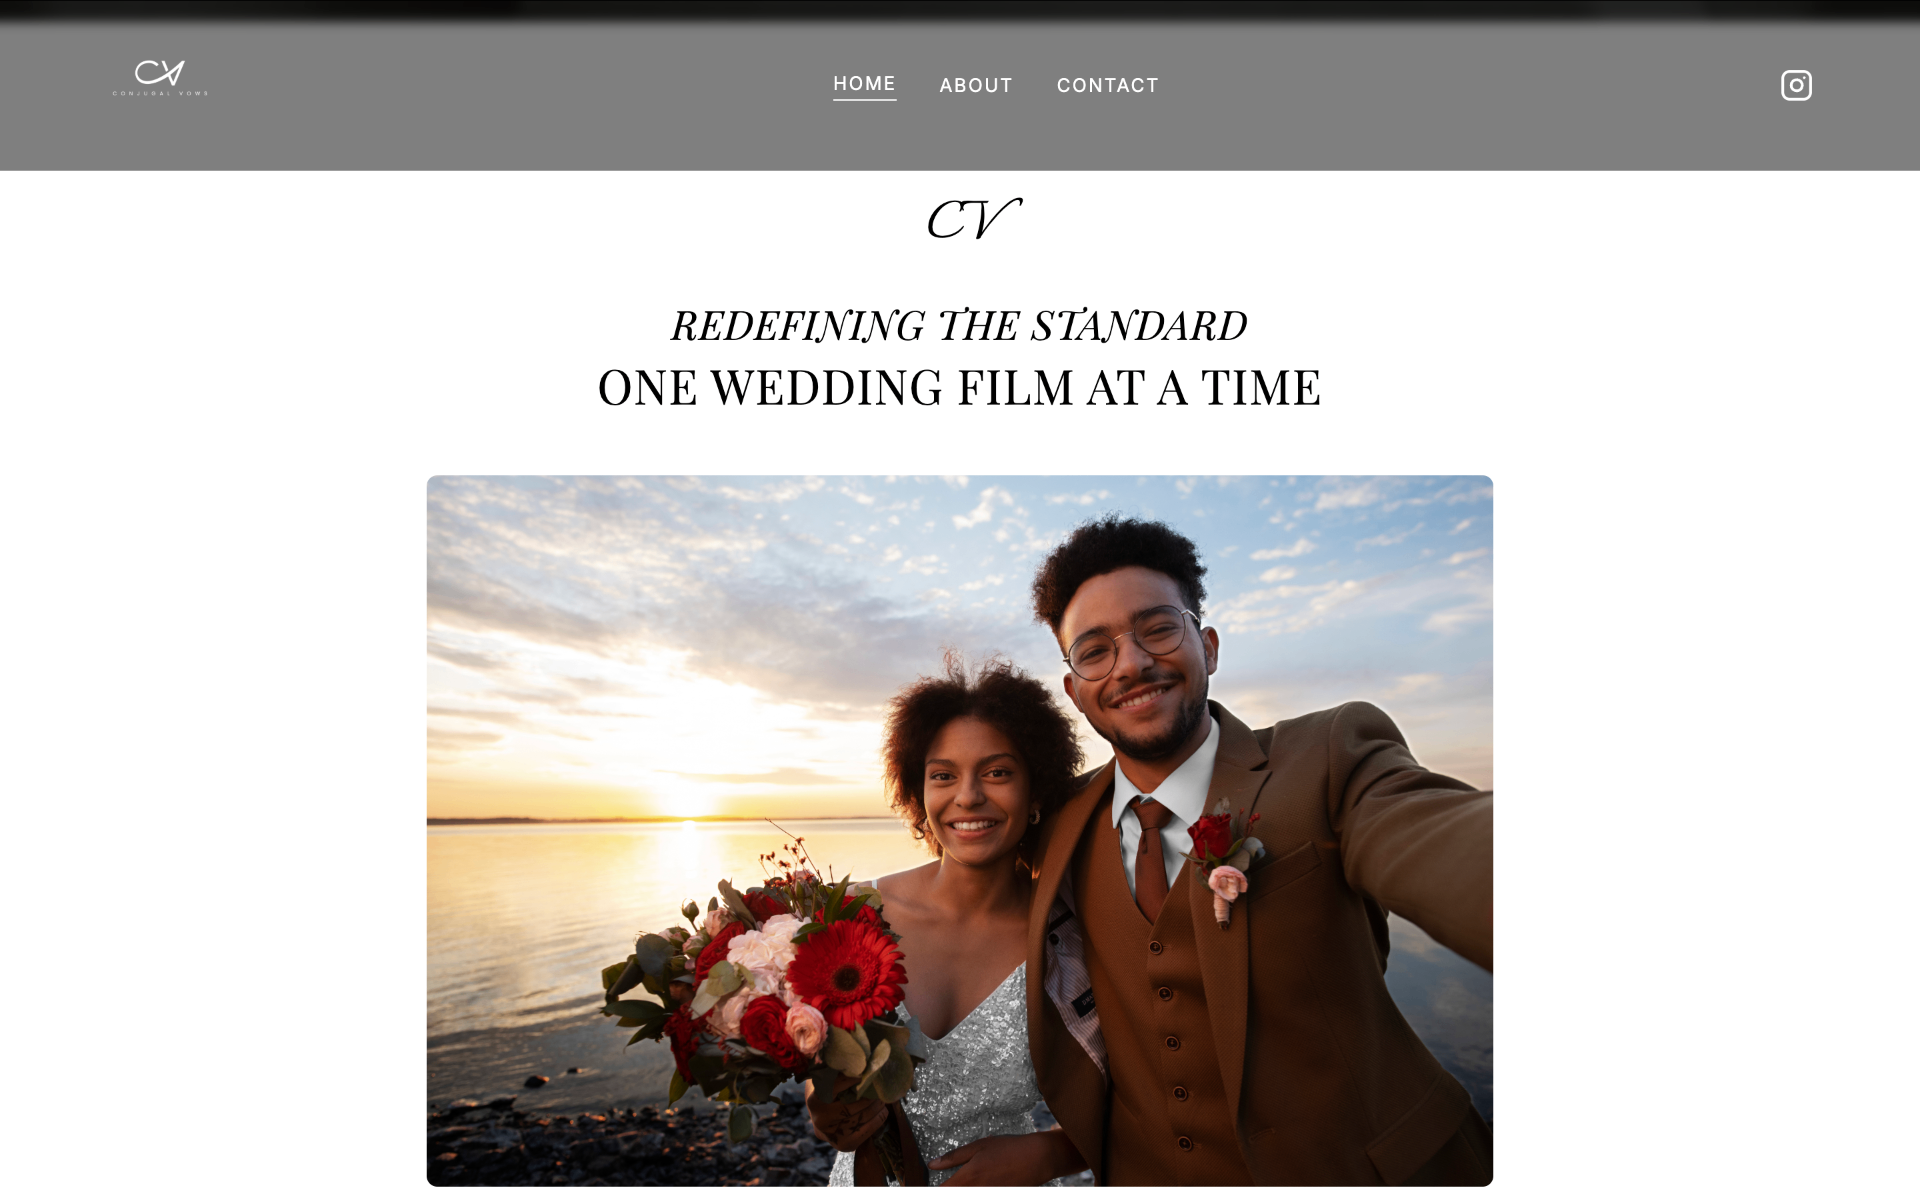 CV
CONJUGAL VOWS
HOME ABOUT CONTACT
CV
REDEFINING THE STANDARD
ONE WEDDING FILM AT A TIME